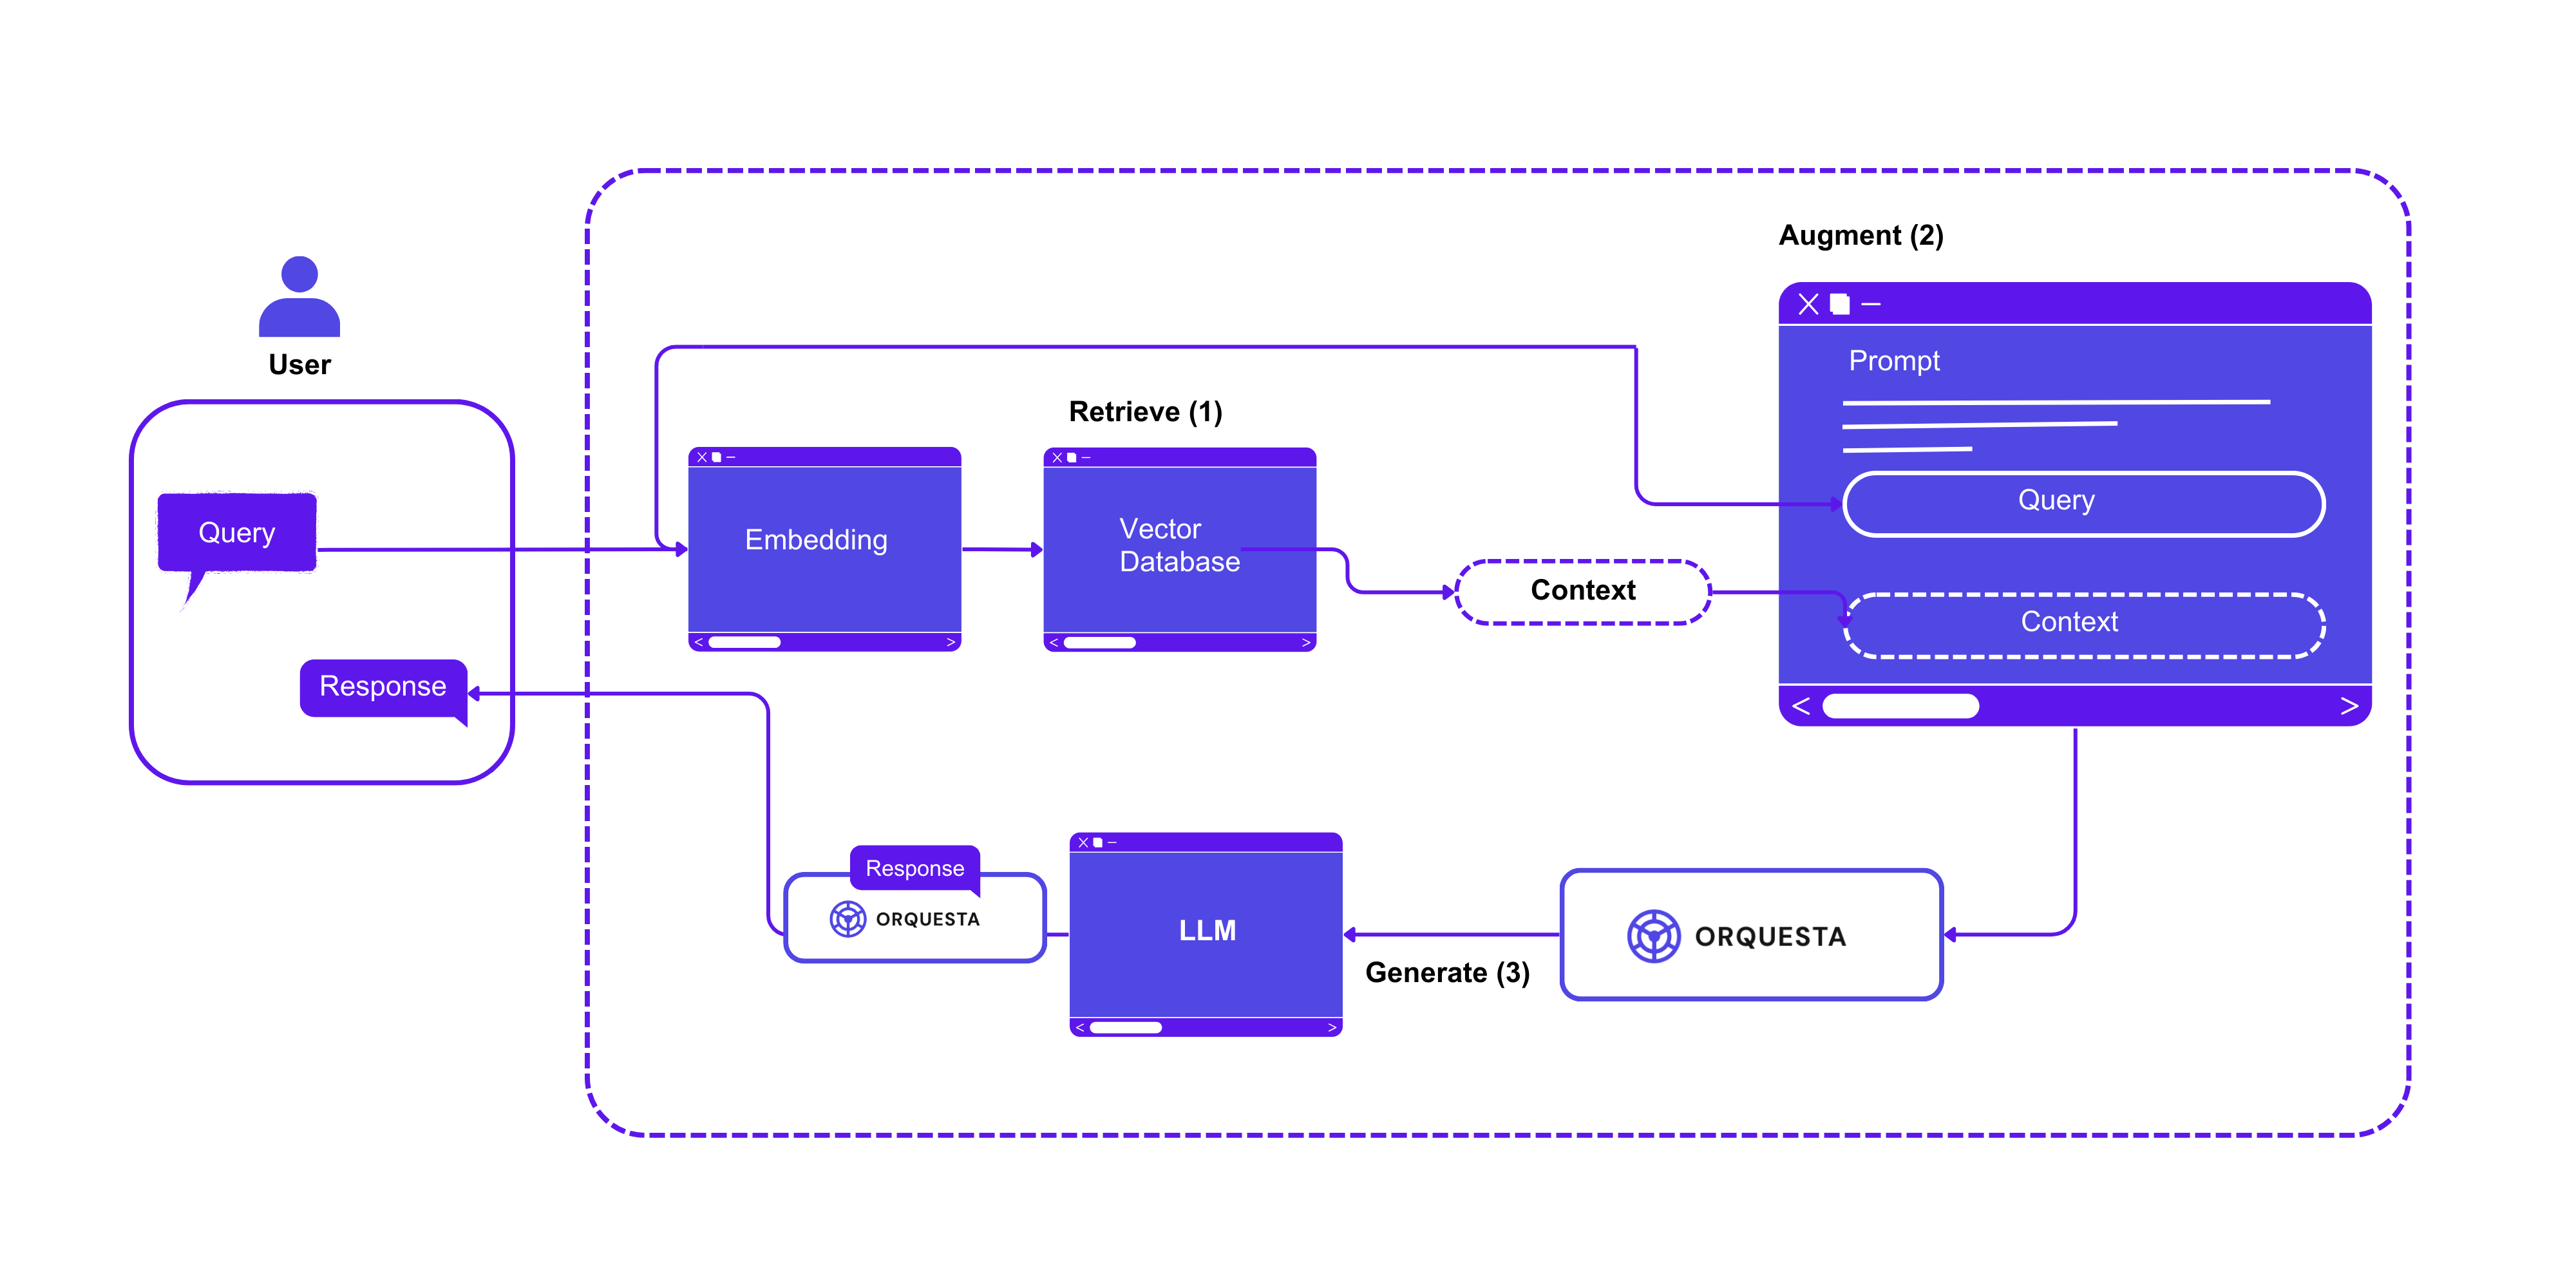 Augment (2)
User
Prompt
Retrieve (1)
Query
Query
Embedding
Vector
Database
Context
Context
Response
Response
ORQUESTA
LLM
ORQUESTA
Generate (3)